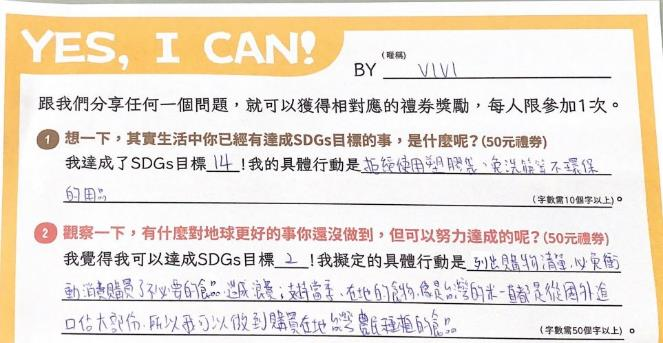 YES, I CAN!
(暱稱)
BY VIVI
跟我們分享任何一個問題，就可以獲得相對應的禮券獎勵，每人限參加1次。
1 想一下，其實生活中你已經有達成SDGs目標的事，是什麼呢?(50元禮券)
我達成了SDGs目標14!我的具體行動是拒絕使用塑膠袋、免洗筷等不環保
的用品 (字數需10個字以上)。
2 觀察一下，有什麼對地球更好的事你還沒做到，但可以努力達成的呢?(50元禮券)
我覺得我可以達成SDGs目標2!我擬定的具體行動是列出購物清單,以免衝
動消費購買了不必要的食品,造成浪費;支持當季、在地的食物,像是台灣的米一直都是從國外進
口佔大部份,所以我可以做到購買在地台灣農民種植的食品 (字數需50個字以上)。